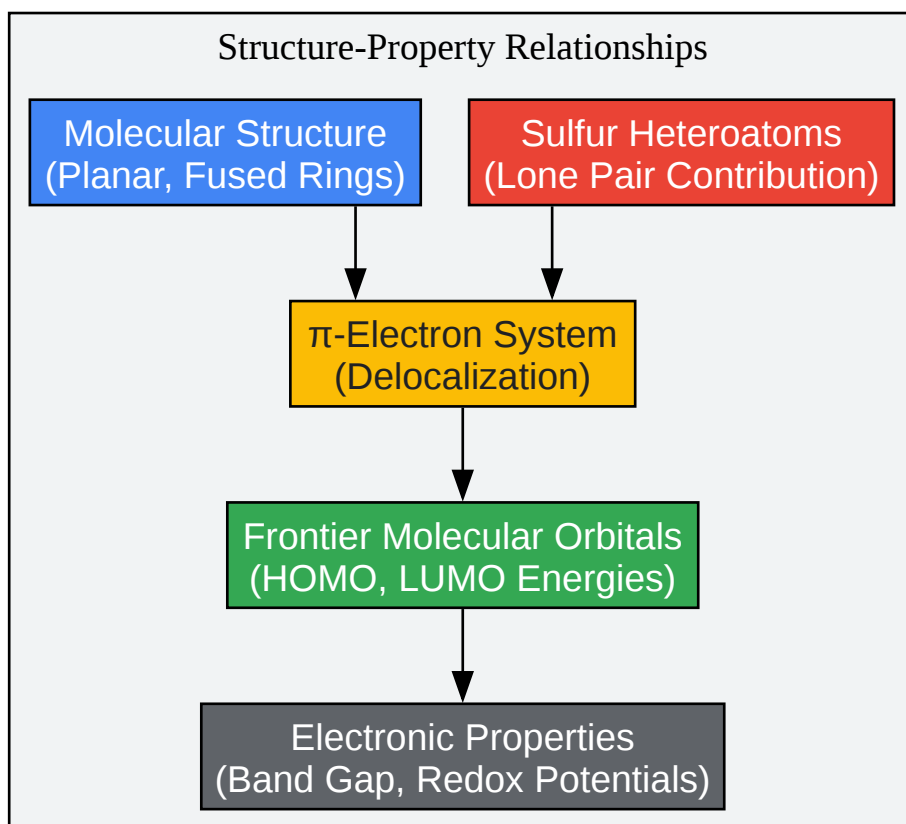 Structure-Property Relationships
Molecular Structure
(Planar, Fused Rings)
Sulfur Heteroatoms
(Lone Pair Contribution)
π-Electron System
(Delocalization)
Frontier Molecular Orbitals
(HOMO, LUMO Energies)
Electronic Properties
(Band Gap, Redox Potentials)